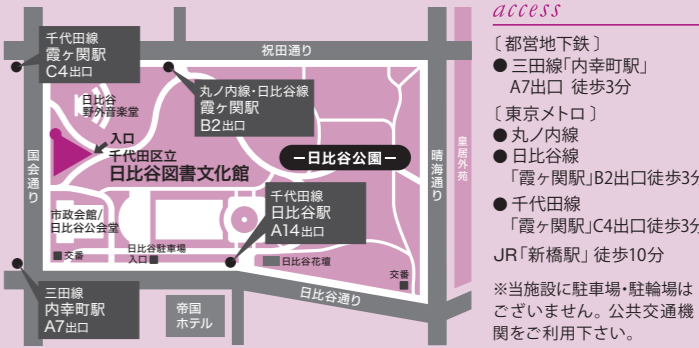 千代田線
霞ヶ関駅
C4出口
祝田通り
日比谷
野外音楽堂
丸ノ内線・日比谷線
霞ヶ関駅
B2出口
入口
千代田区立
日比谷図書文化館
ー日比谷公園ー
国会通り
晴海通り
皇居外苑
千代田線
日比谷駅
A14出口
市政会館/
日比谷公会堂
交番
日比谷駐車場
入口
日比谷花壇
交番
三田線
内幸町駅
A7出口
帝国
ホテル
日比谷通り
access
〔都営地下鉄〕
●三田線「内幸町駅」
A7出口 徒歩3分
〔東京メトロ〕
●丸ノ内線
●日比谷線
「霞ヶ関駅」B2出口徒歩3分
●千代田線
「霞ヶ関駅」C4出口徒歩3分
JR「新橋駅」徒歩10分
※当施設に駐車場・駐輪場は
ございません。公共交通機
関をご利用下さい。